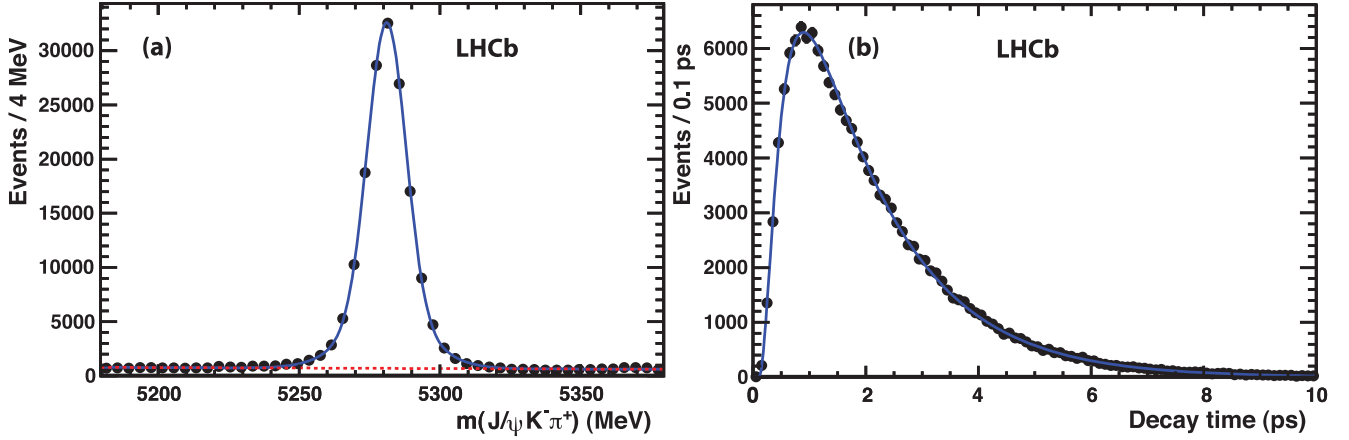 (a)
LHCb
Events / 4 MeV
30000
25000
20000
15000
10000
5000
0
5200 5250 5300 5350
m(J/ψ K⁻π⁺) (MeV)
(b)
LHCb
Events / 0.1 ps
6000
5000
4000
3000
2000
1000
0
0 2 4 6 8 10
Decay time (ps)